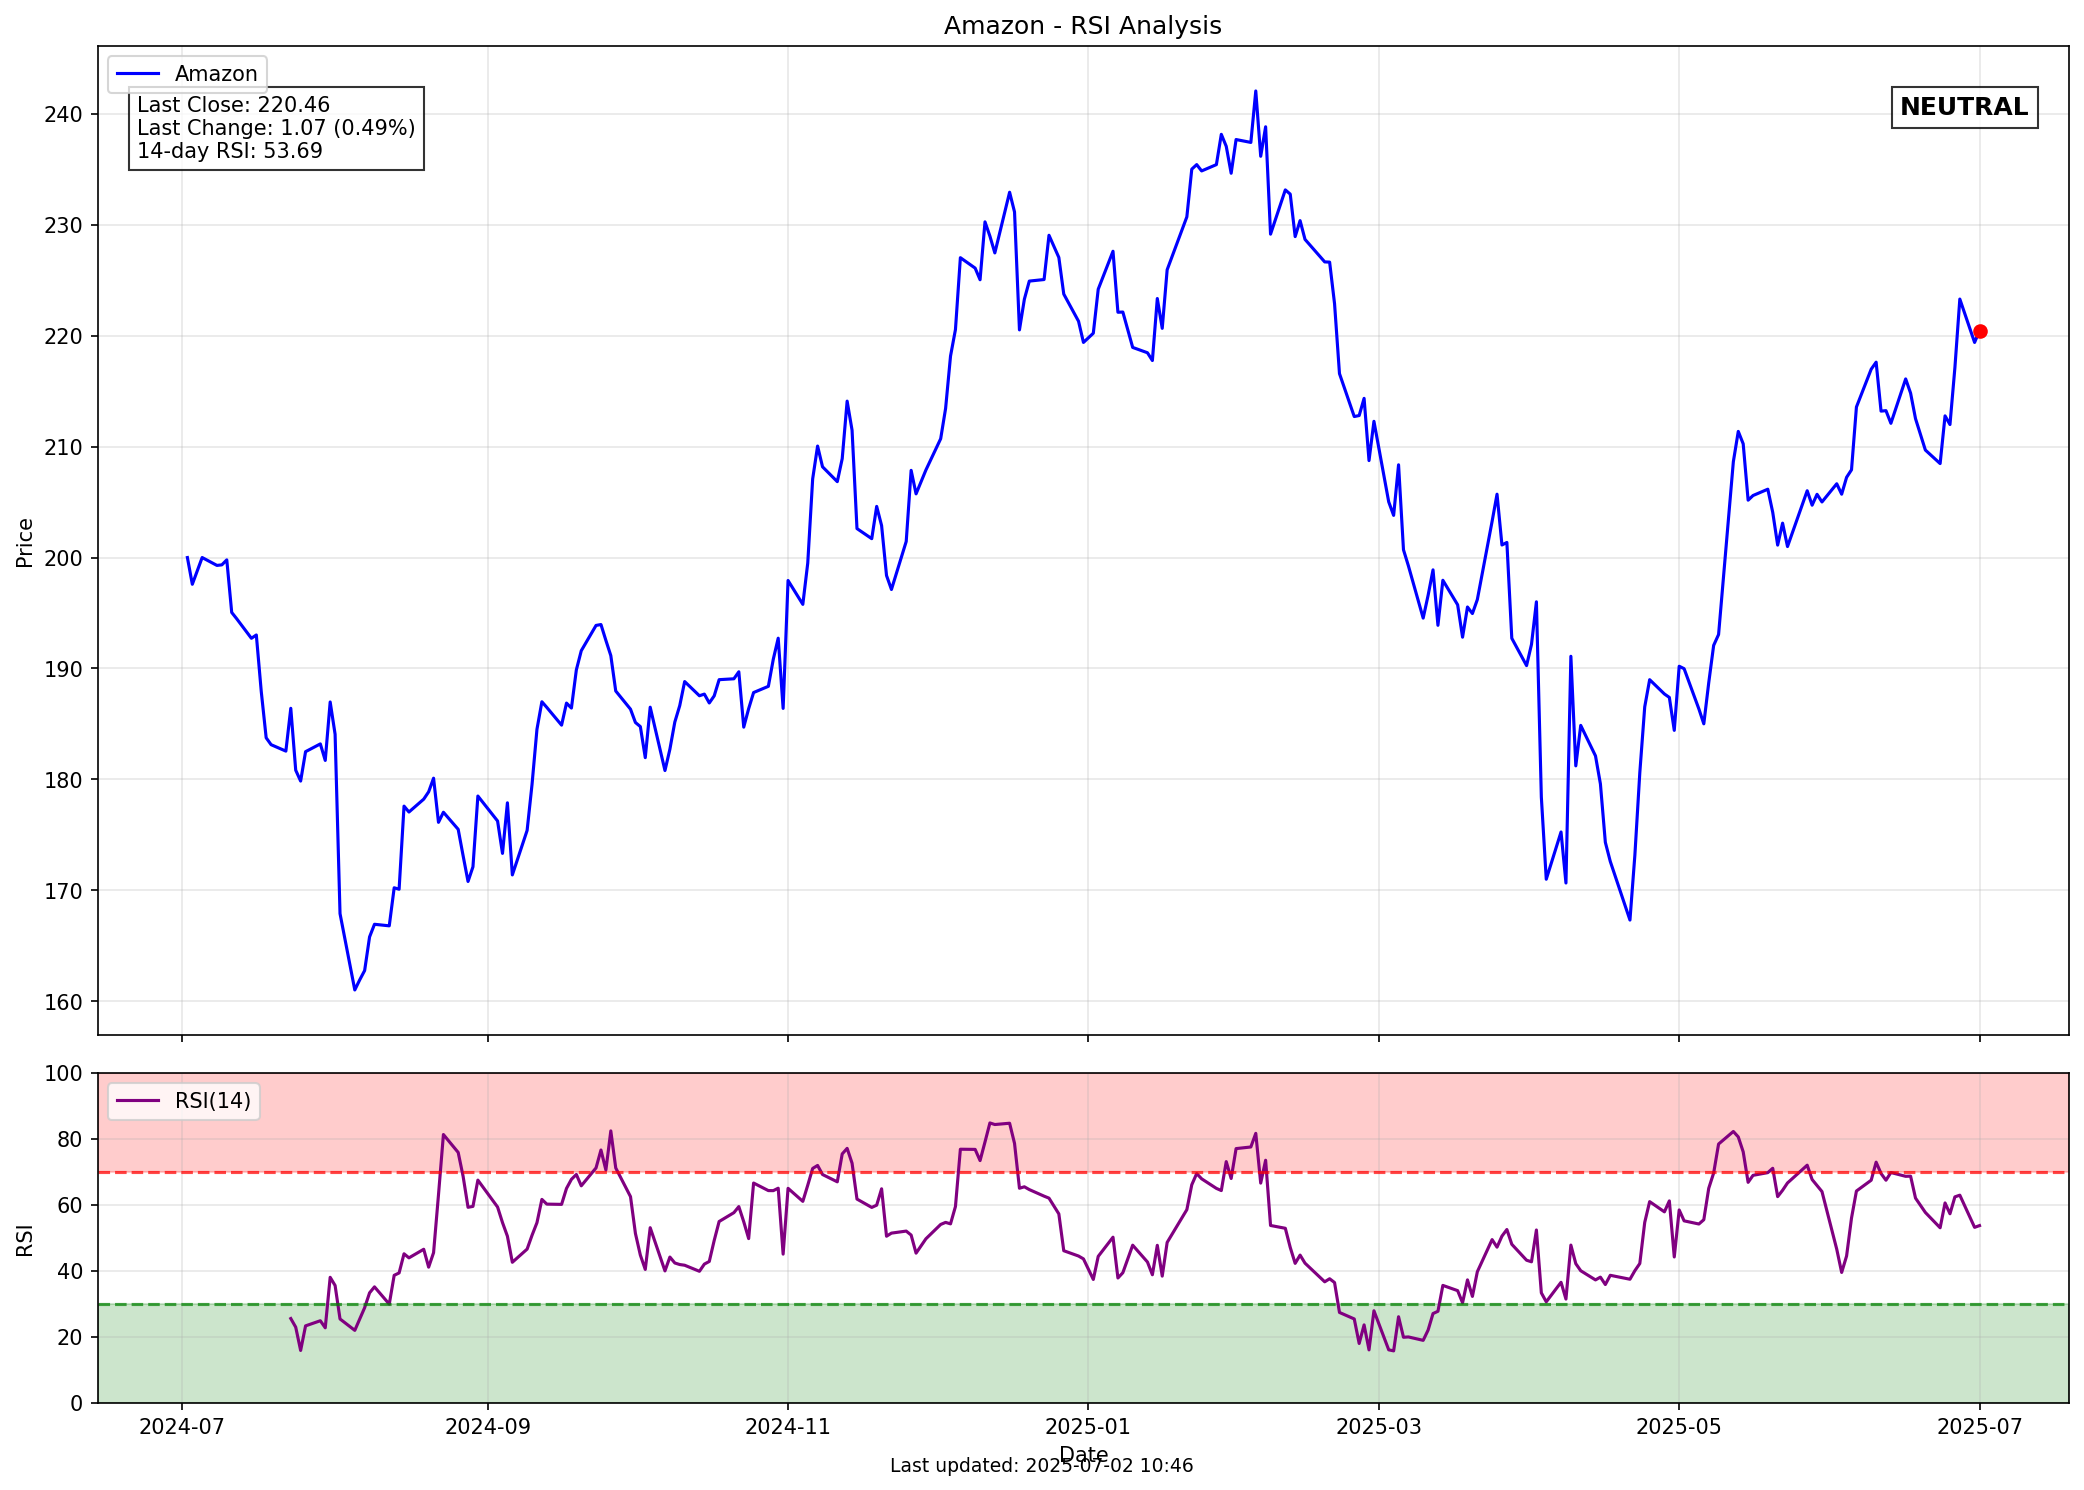 Amazon - RSI Analysis
Amazon
Last Close: 220.46
Last Change: 1.07 (0.49%)
14-day RSI: 53.69
NEUTRAL
240
230
220
210
200
190
180
170
160
Price
RSI(14)
100
80
60
40
20
0
RSI
2024-07 2024-09 2024-11 2025-01 2025-03 2025-05 2025-07
Date
Last updated: 2025-07-02 10:46